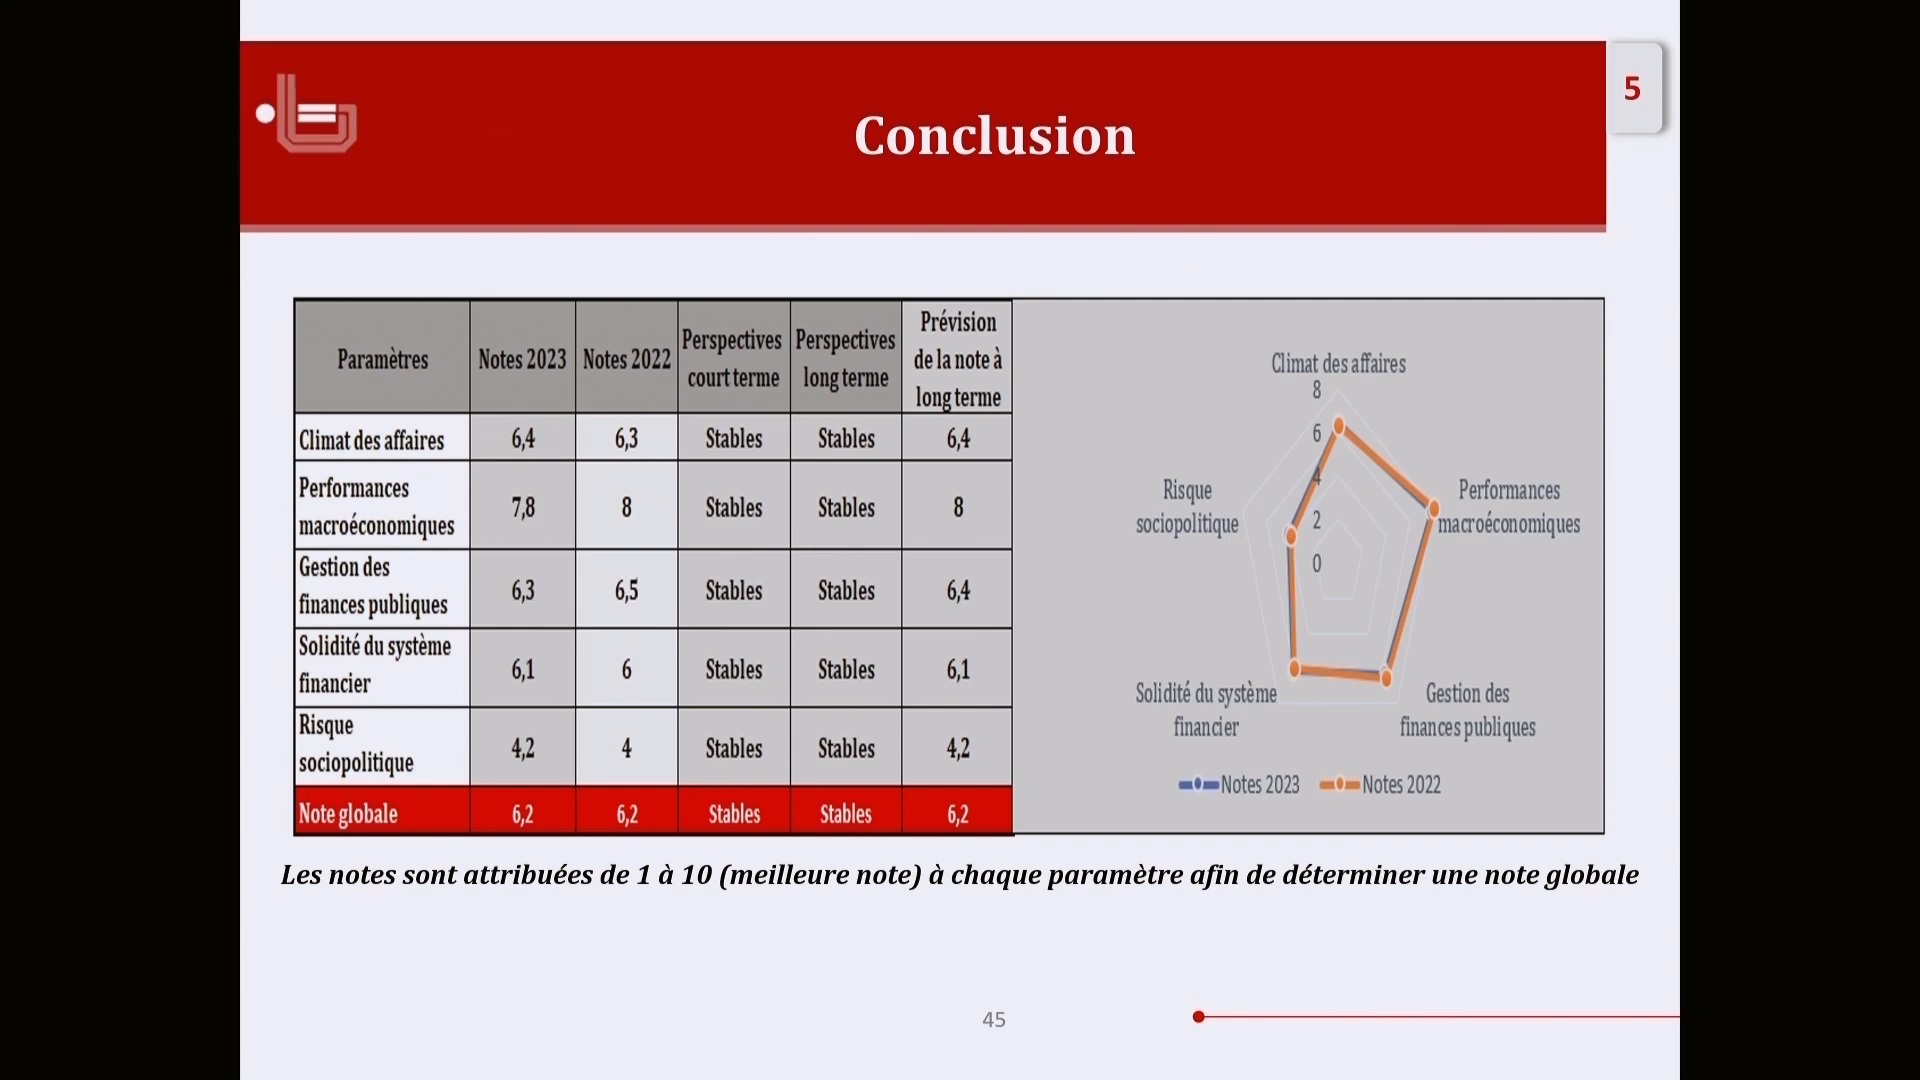 5
Conclusion
Paramètres
Notes 2023
Notes 2022
Perspectives
court terme
Perspectives
long terme
Prévision
de la note à
long terme
Climat des affaires
6,4
6,3
Stables
Stables
6,4
Performances
macroéconomiques
7,8
8
Stables
Stables
8
Gestion des
finances publiques
6,3
6,5
Stables
Stables
6,4
Solidité du système
financier
6,1
6
Stables
Stables
6,1
Risque
sociopolitique
4,2
4
Stables
Stables
4,2
Note globale
6,2
6,2
Stables
Stables
6,2
Climat des affaires
8
6
4
2
0
Performances
macroéconomiques
Gestion des
finances publiques
Solidité du système
financier
Risque
sociopolitique
Notes 2023
Notes 2022
Les notes sont attribuées de 1 à 10 (meilleure note) à chaque paramètre afin de déterminer une note globale
45